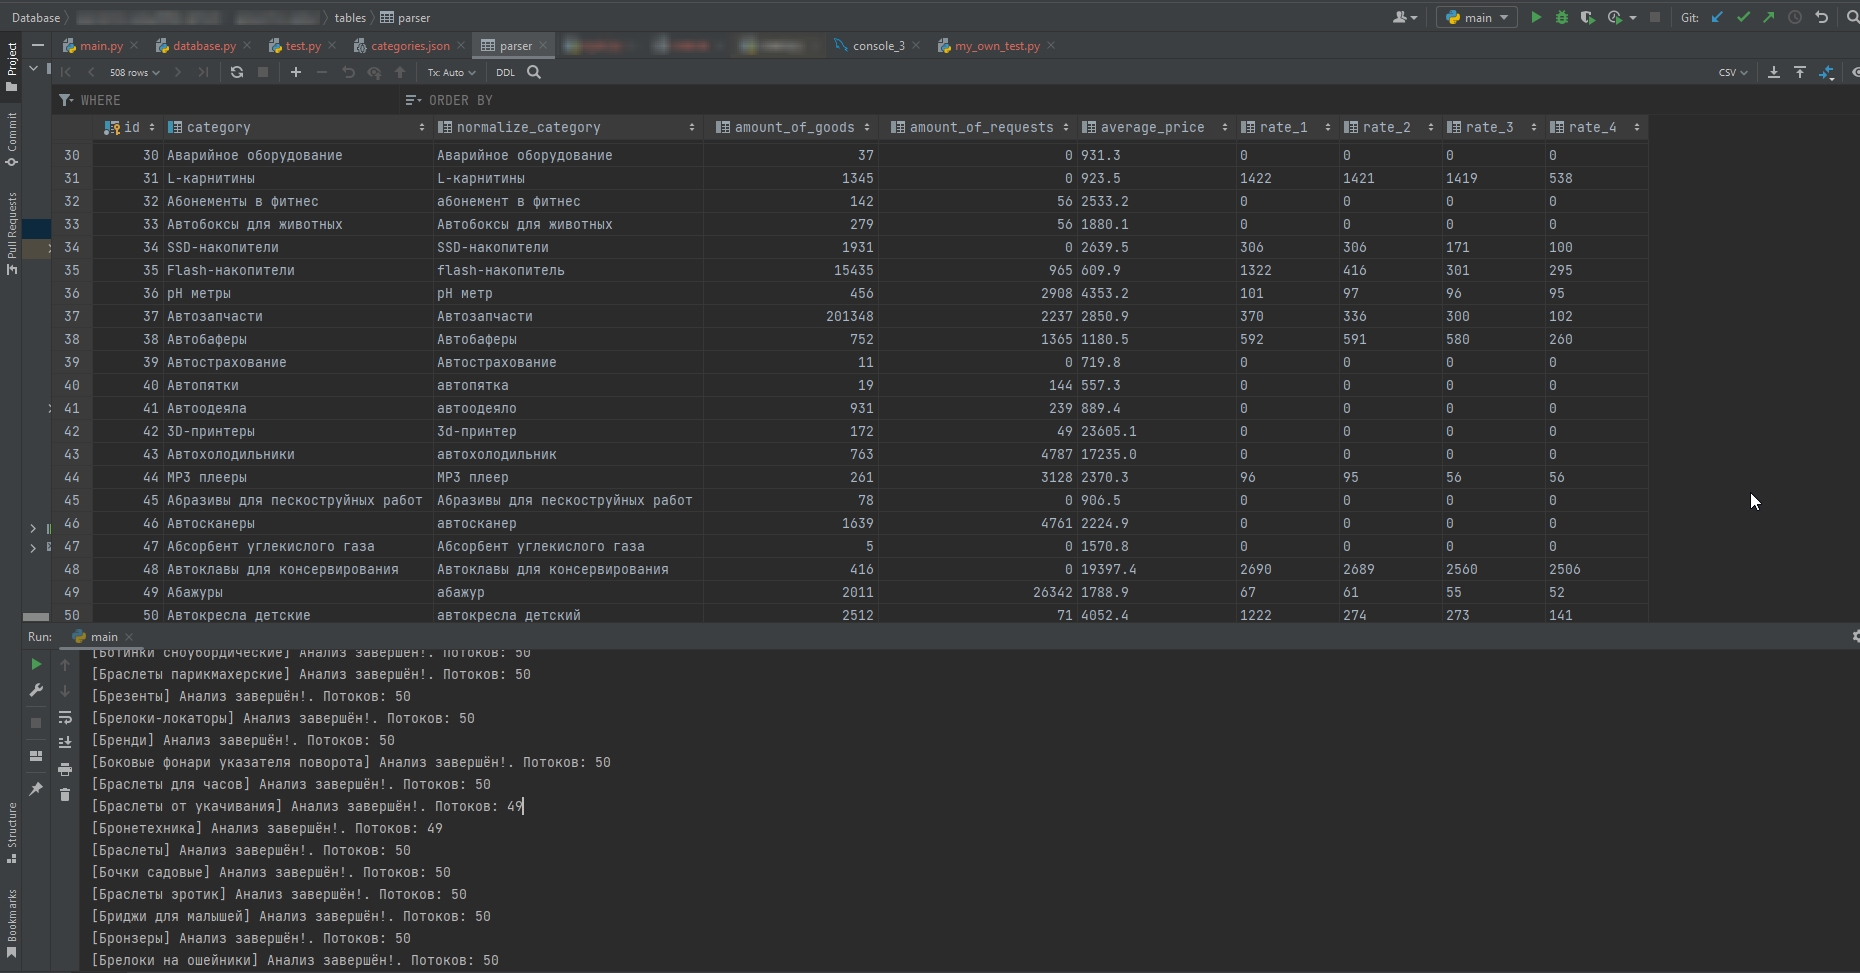 Database tables parser
main Git:
Project
Commit
Pull Requests
Structure
Bookmarks
main.py database.py test.py categories.json parser console_3 my_own_test.py
508 rows Tx: Auto DDL CSV
WHERE ORDER BY
id category normalize_category amount_of_goods amount_of_requests average_price rate_1 rate_2 rate_3 rate_4
30 30 Аварийное оборудование Аварийное оборудование 37 0 931.3 0 0 0 0
31 31 L-карнитины L-карнитины 1345 0 923.5 1422 1421 1419 538
32 32 Абонементы в фитнес абонемент в фитнес 142 56 2533.2 0 0 0 0
33 33 Автобоксы для животных Автобоксы для животных 279 56 1880.1 0 0 0 0
34 34 SSD-накопители SSD-накопители 1931 0 2639.5 306 306 171 100
35 35 Flash-накопители flash-накопитель 15435 965 609.9 1322 416 301 295
36 36 pH метры pH метр 456 2908 4353.2 101 97 96 95
37 37 Автозапчасти Автозапчасти 201348 2237 2850.9 370 336 300 102
38 38 Автобаферы Автобаферы 752 1365 1180.5 592 591 580 260
39 39 Автострахование Автострахование 11 0 719.8 0 0 0 0
40 40 Автопятки автопятка 19 144 557.3 0 0 0 0
41 41 Автоодеяла автоодеяло 931 239 889.4 0 0 0 0
42 42 3D-принтеры 3d-принтер 172 49 23605.1 0 0 0 0
43 43 Автохолодильники автохолодильник 763 4787 17235.0 0 0 0 0
44 44 MP3 плееры MP3 плеер 261 3128 2370.3 96 95 56 56
45 45 Абразивы для пескоструйных работ Абразивы для пескоструйных работ 78 0 906.5 0 0 0 0
46 46 Автосканеры автосканер 1639 4761 2224.9 0 0 0 0
47 47 Абсорбент углекислого газа Абсорбент углекислого газа 5 0 1570.8 0 0 0 0
48 48 Автоклавы для консервирования Автоклавы для консервирования 416 0 19397.4 2690 2689 2560 2506
49 49 Абажуры абажур 2011 26342 1788.9 67 61 55 52
50 50 Автокресла детские автокресла детский 2512 71 4052.4 1222 274 273 141
Run: main
[Ботинки сноубордические] Анализ завершён!. Потоков: 50
[Браслеты парикмахерские] Анализ завершён!. Потоков: 50
[Брезенты] Анализ завершён!. Потоков: 50
[Брелоки-локаторы] Анализ завершён!. Потоков: 50
[Бренди] Анализ завершён!. Потоков: 50
[Боковые фонари указателя поворота] Анализ завершён!. Потоков: 50
[Браслеты для часов] Анализ завершён!. Потоков: 50
[Браслеты от укачивания] Анализ завершён!. Потоков: 49
[Бронетехника] Анализ завершён!. Потоков: 49
[Браслеты] Анализ завершён!. Потоков: 50
[Бочки садовые] Анализ завершён!. Потоков: 50
[Браслеты эротик] Анализ завершён!. Потоков: 50
[Бриджи для малышей] Анализ завершён!. Потоков: 50
[Бронзеры] Анализ завершён!. Потоков: 50
[Брелоки на ошейники] Анализ завершён!. Потоков: 50